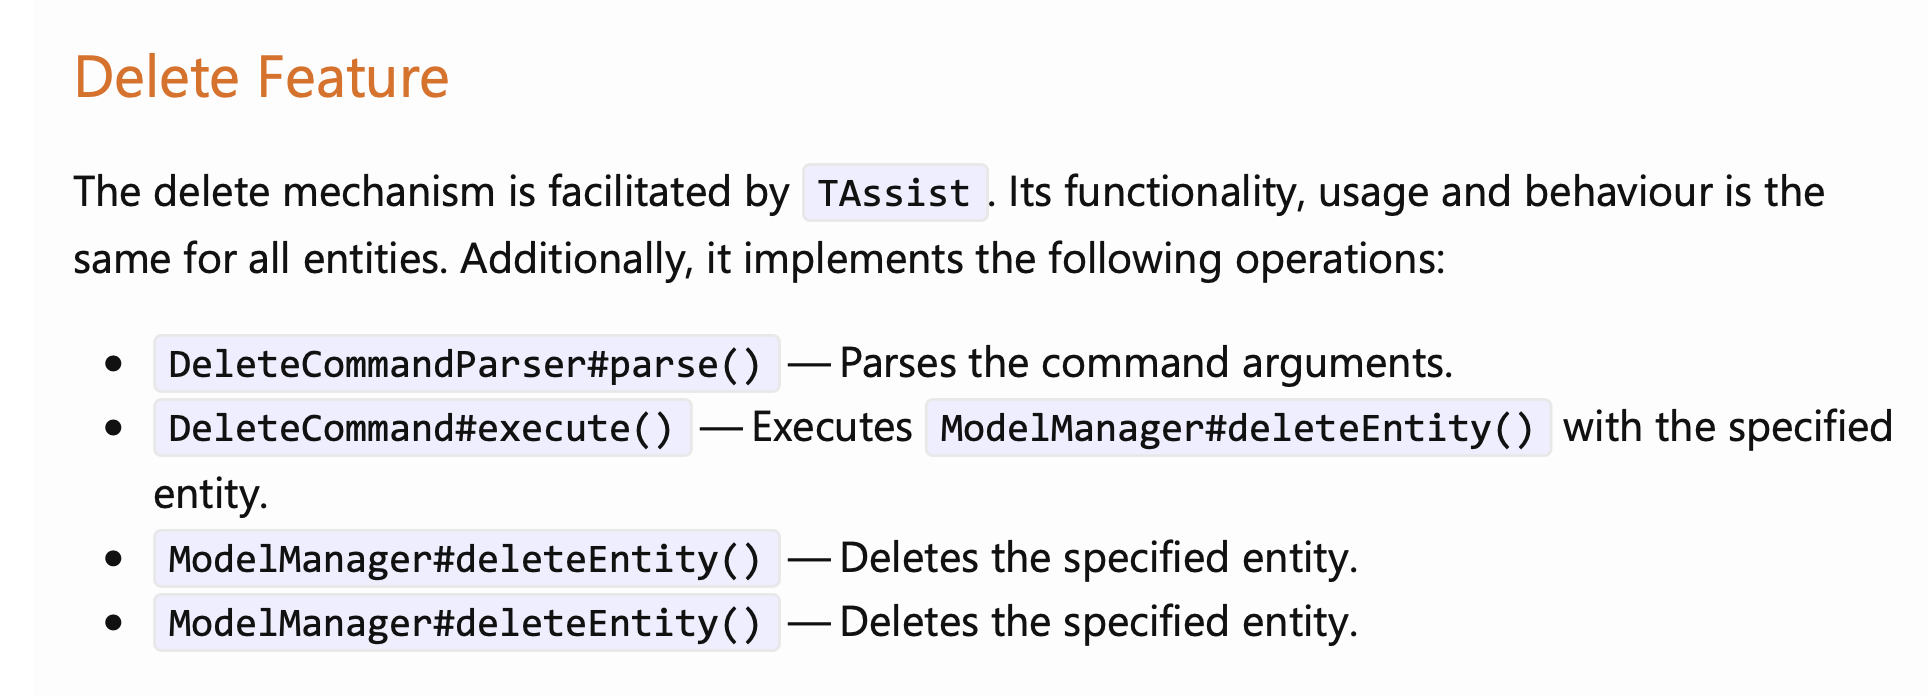 Delete Feature
The delete mechanism is facilitated by TAssist. Its functionality, usage and behaviour is the
same for all entities. Additionally, it implements the following operations:
• DeleteCommandParser#parse() — Parses the command arguments.
• DeleteCommand#execute() — Executes ModelManager#deleteEntity() with the specified
entity.
• ModelManager#deleteEntity() — Deletes the specified entity.
• ModelManager#deleteEntity() — Deletes the specified entity.